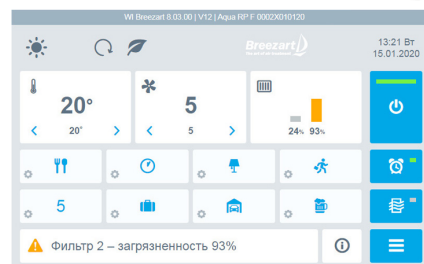 WI Breezart 8.03.00 | V12 | Aqua RP F 0002X010120
Breezart
13:21 Вт
15.01.2020
20°
5
20°
5
24% 93%
5
Фильтр 2 – загрязненность 93%